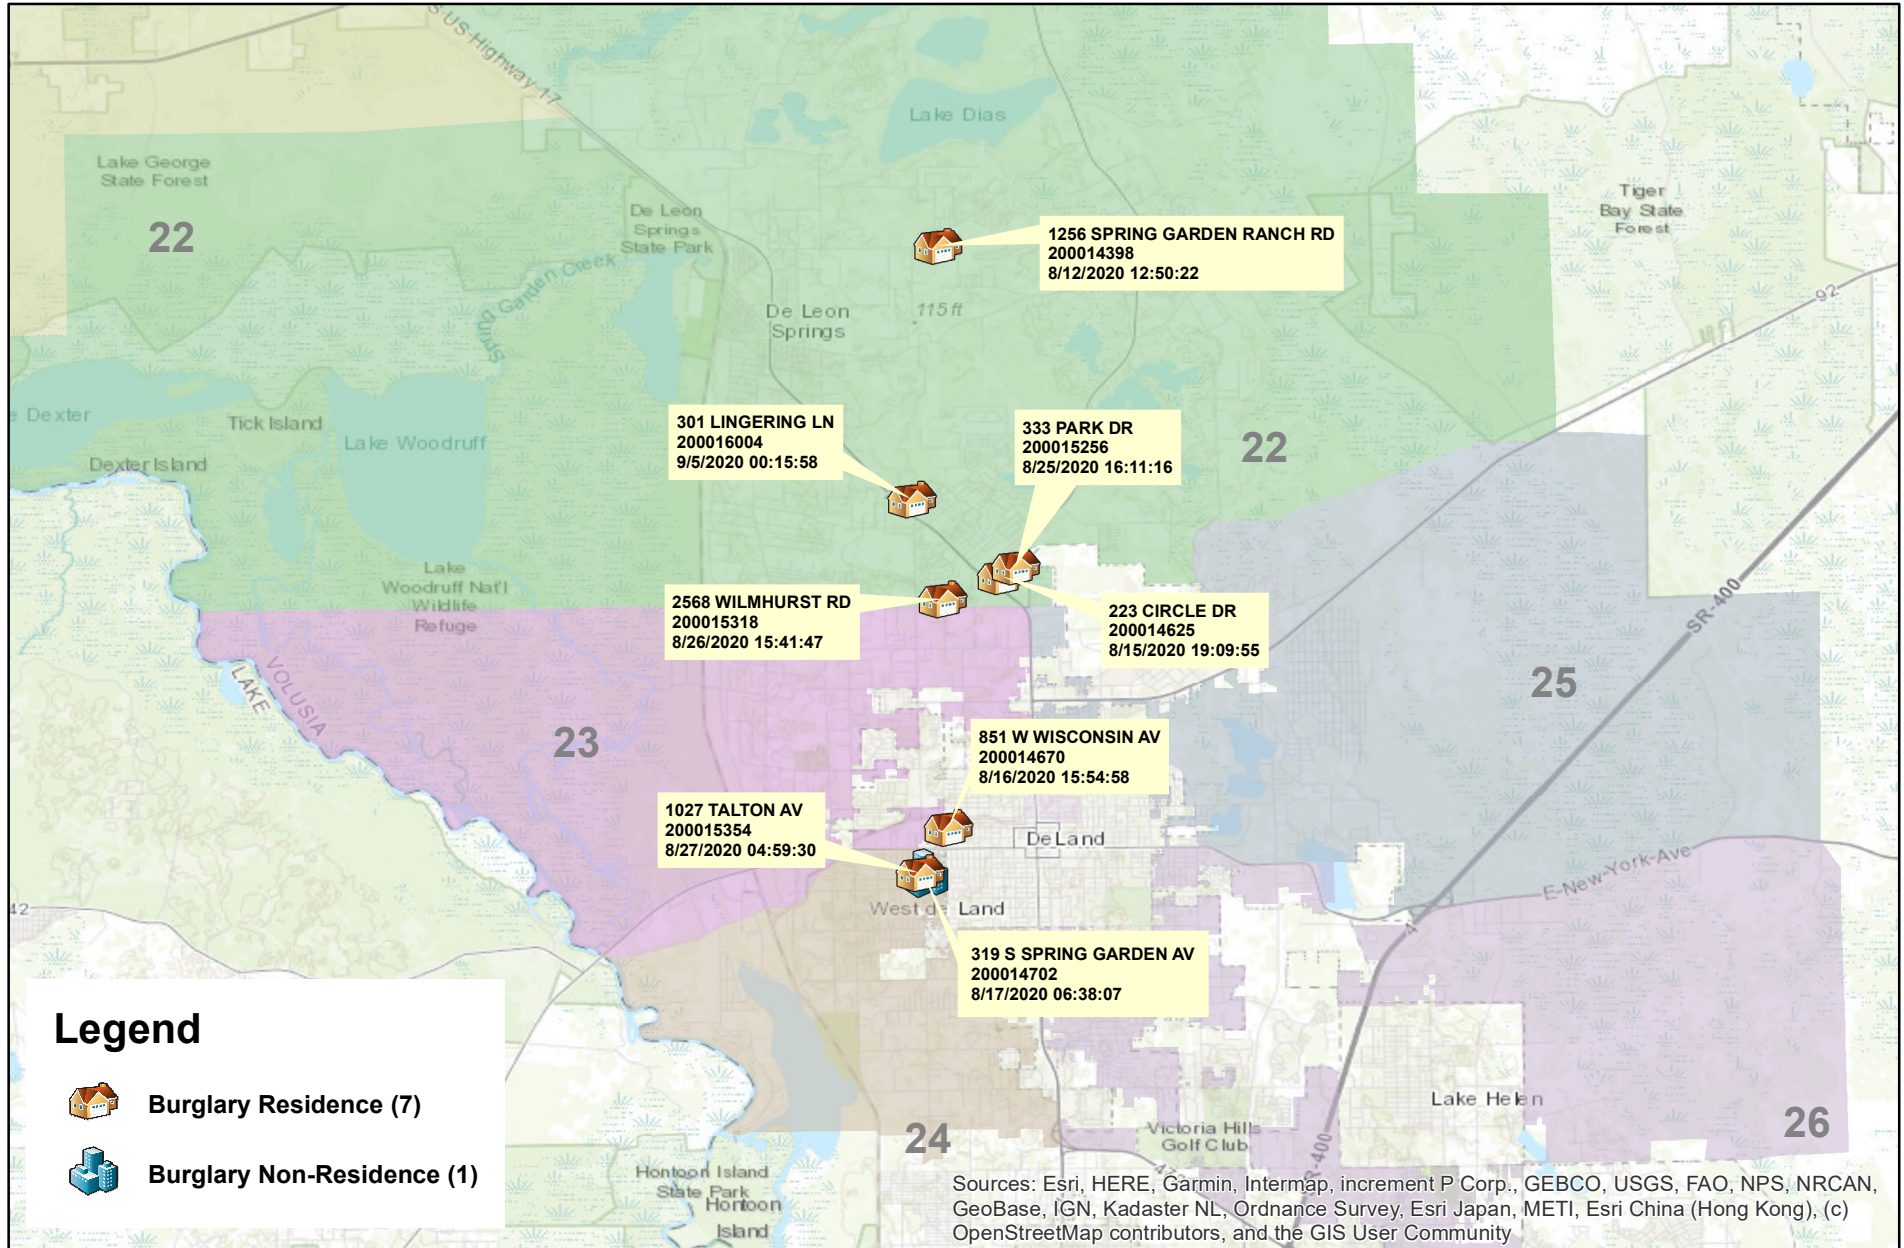 S-US Highway 17
Lake Dias
Lake George
State Forest
22
De Leon
Springs
State Park
Tiger
Bay State
Forest
1256 SPRING GARDEN RANCH RD
200014398
8/12/2020 12:50:22
Spring Garden Creek
92
De Leon
Springs
115 ft
Dexter
Tick Island
Lake Woodruff
Dexter Island
301 LINGERING LN
200016004
9/5/2020 00:15:58
333 PARK DR
200015256
8/25/2020 16:11:16
22
Lake
Woodruff Nat'l
Wildlife
Refuge
2568 WILMHURST RD
200015318
8/26/2020 15:41:47
223 CIRCLE DR
200014625
8/15/2020 19:09:55
SR-400
VOLUSIA
LAKE
25
23
851 W WISCONSIN AV
200014670
8/16/2020 15:54:58
1027 TALTON AV
200015354
8/27/2020 04:59:30
DeLand
E-New-York-Ave
42
West de Land
4
319 S SPRING GARDEN AV
200014702
8/17/2020 06:38:07
Legend
Burglary Residence (7)
Burglary Non-Residence (1)
Lake Helen
24
26
Victoria Hills
Golf Club
R-400
47
Hontoon Island
State Park
Hontoon
Island
Sources: Esri, HERE, Garmin, Intermap, increment P Corp., GEBCO, USGS, FAO, NPS, NRCAN,
GeoBase, IGN, Kadaster NL, Ordnance Survey, Esri Japan, METI, Esri China (Hong Kong), (c)
OpenStreetMap contributors, and the GIS User Community